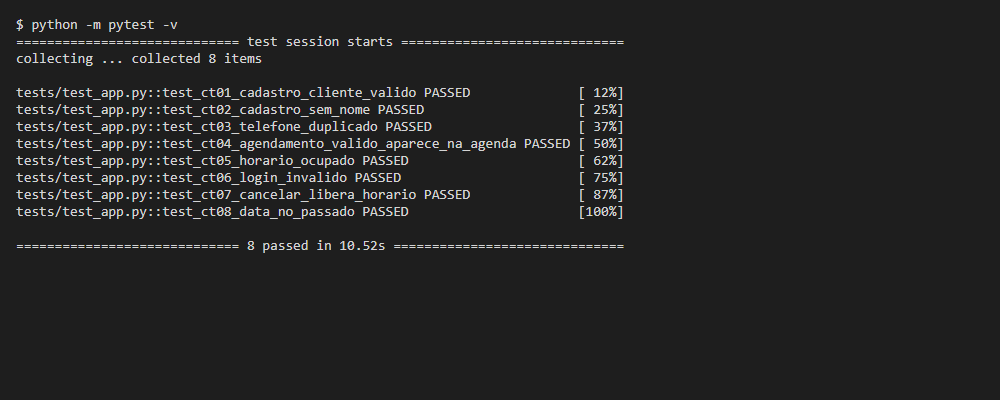 $ python -m pytest -v
============================= test session starts =============================
collecting ... collected 8 items
tests/test_app.py::test_ct01_cadastro_cliente_valido PASSED              [ 12%]
tests/test_app.py::test_ct02_cadastro_sem_nome PASSED                    [ 25%]
tests/test_app.py::test_ct03_telefone_duplicado PASSED                   [ 37%]
tests/test_app.py::test_ct04_agendamento_valido_aparece_na_agenda PASSED [ 50%]
tests/test_app.py::test_ct05_horario_ocupado PASSED                      [ 62%]
tests/test_app.py::test_ct06_login_invalido PASSED                       [ 75%]
tests/test_app.py::test_ct07_cancelar_libera_horario PASSED              [ 87%]
tests/test_app.py::test_ct08_data_no_passado PASSED                      [100%]
============================= 8 passed in 10.52s ==============================